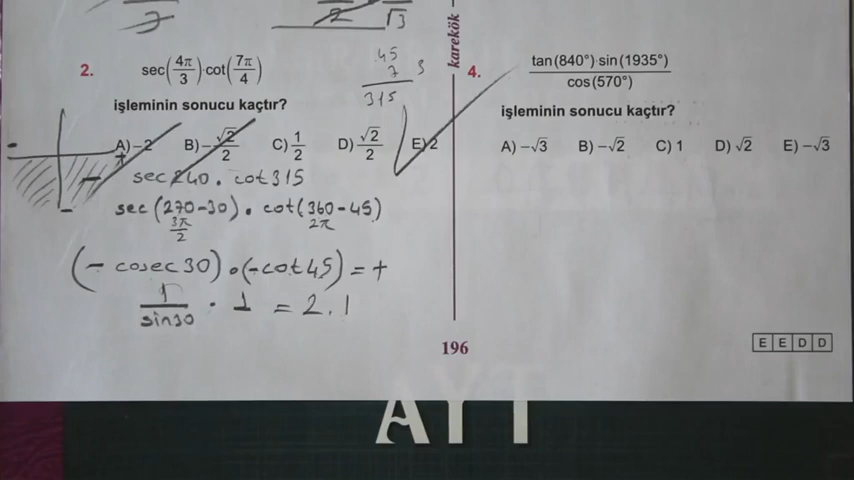 2
√3
2. sec(4π/3)·cot(7π/4)
işleminin sonucu kaçtır?
A) -2 B) -√2/2 C) 1/2 D) √2/2 E) 2
45
7
315
sec 240 . cot 315
sec (270-30) . cot (360-45)
3π/2 2π
(- cosec 30) . (-cot 45) = +
1/sin30 . 1 = 2.1
karekök
4. tan(840°)·sin(1935°)/cos(570°)
işleminin sonucu kaçtır?
A) -√3 B) -√2 C) 1 D) √2 E) -√3
196
E E D D
AYT